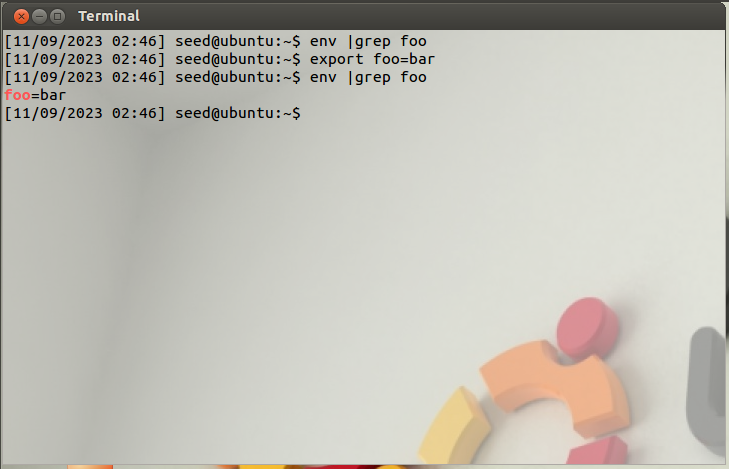 Terminal
[11/09/2023 02:46] seed@ubuntu:~$ env |grep foo
[11/09/2023 02:46] seed@ubuntu:~$ export foo=bar
[11/09/2023 02:46] seed@ubuntu:~$ env |grep foo
foo=bar
[11/09/2023 02:46] seed@ubuntu:~$